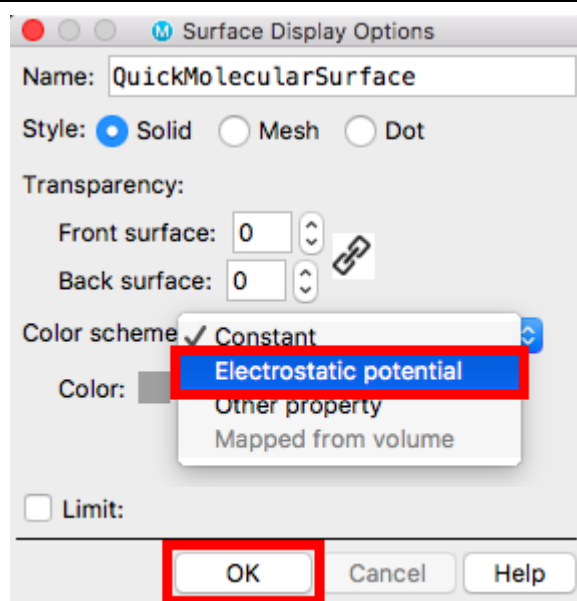 Surface Display Options
Name: QuickMolecularSurface
Style: Solid Mesh Dot
Transparency:
Front surface: 0
Back surface: 0
Color scheme ✓ Constant
Electrostatic potential
Color: Other property
Mapped from volume
Limit:
OK Cancel Help